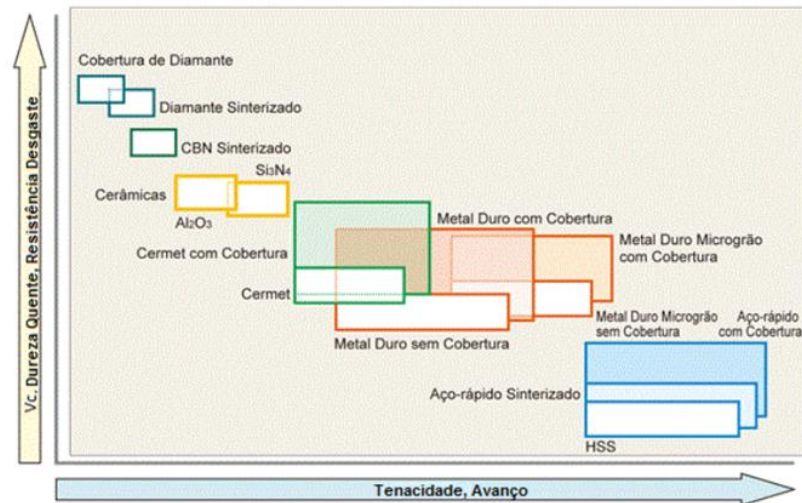 Cobertura de Diamante
Diamante Sinterizado
CBN Sinterizado
Si₃N₄
Cerâmicas
Al₂O₃
Metal Duro com Cobertura
Metal Duro Microgrão
com Cobertura
Cermet com Cobertura
Cermet
Metal Duro Microgrão
sem Cobertura
Aço-rápido
com Cobertura
Metal Duro sem Cobertura
Aço-rápido Sinterizado
HSS
Vc, Dureza Quente, Resistência Desgaste
Tenacidade, Avanço